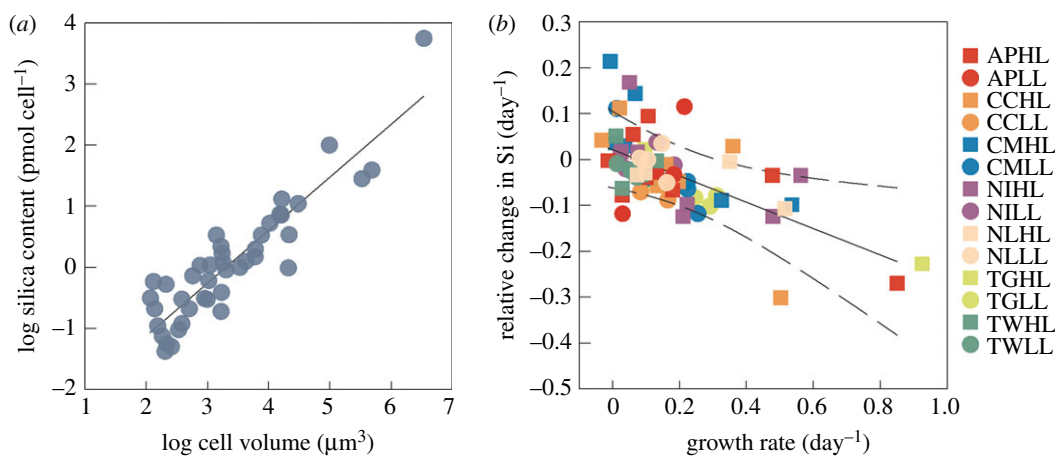 (a)
4
3
2
1
0
–1
–2
log silica content (pmol cell⁻¹)
1 2 3 4 5 6 7
log cell volume (μm³)
(b)
0.3
0.2
0.1
0
–0.1
–0.2
–0.3
–0.4
–0.5
relative change in Si (day⁻¹)
0 0.2 0.4 0.6 0.8 1.0
growth rate (day⁻¹)
APHL
APLL
CCHL
CCLL
CMHL
CMLL
NIHL
NILL
NLHL
NLLL
TGHL
TGLL
TWHL
TWLL